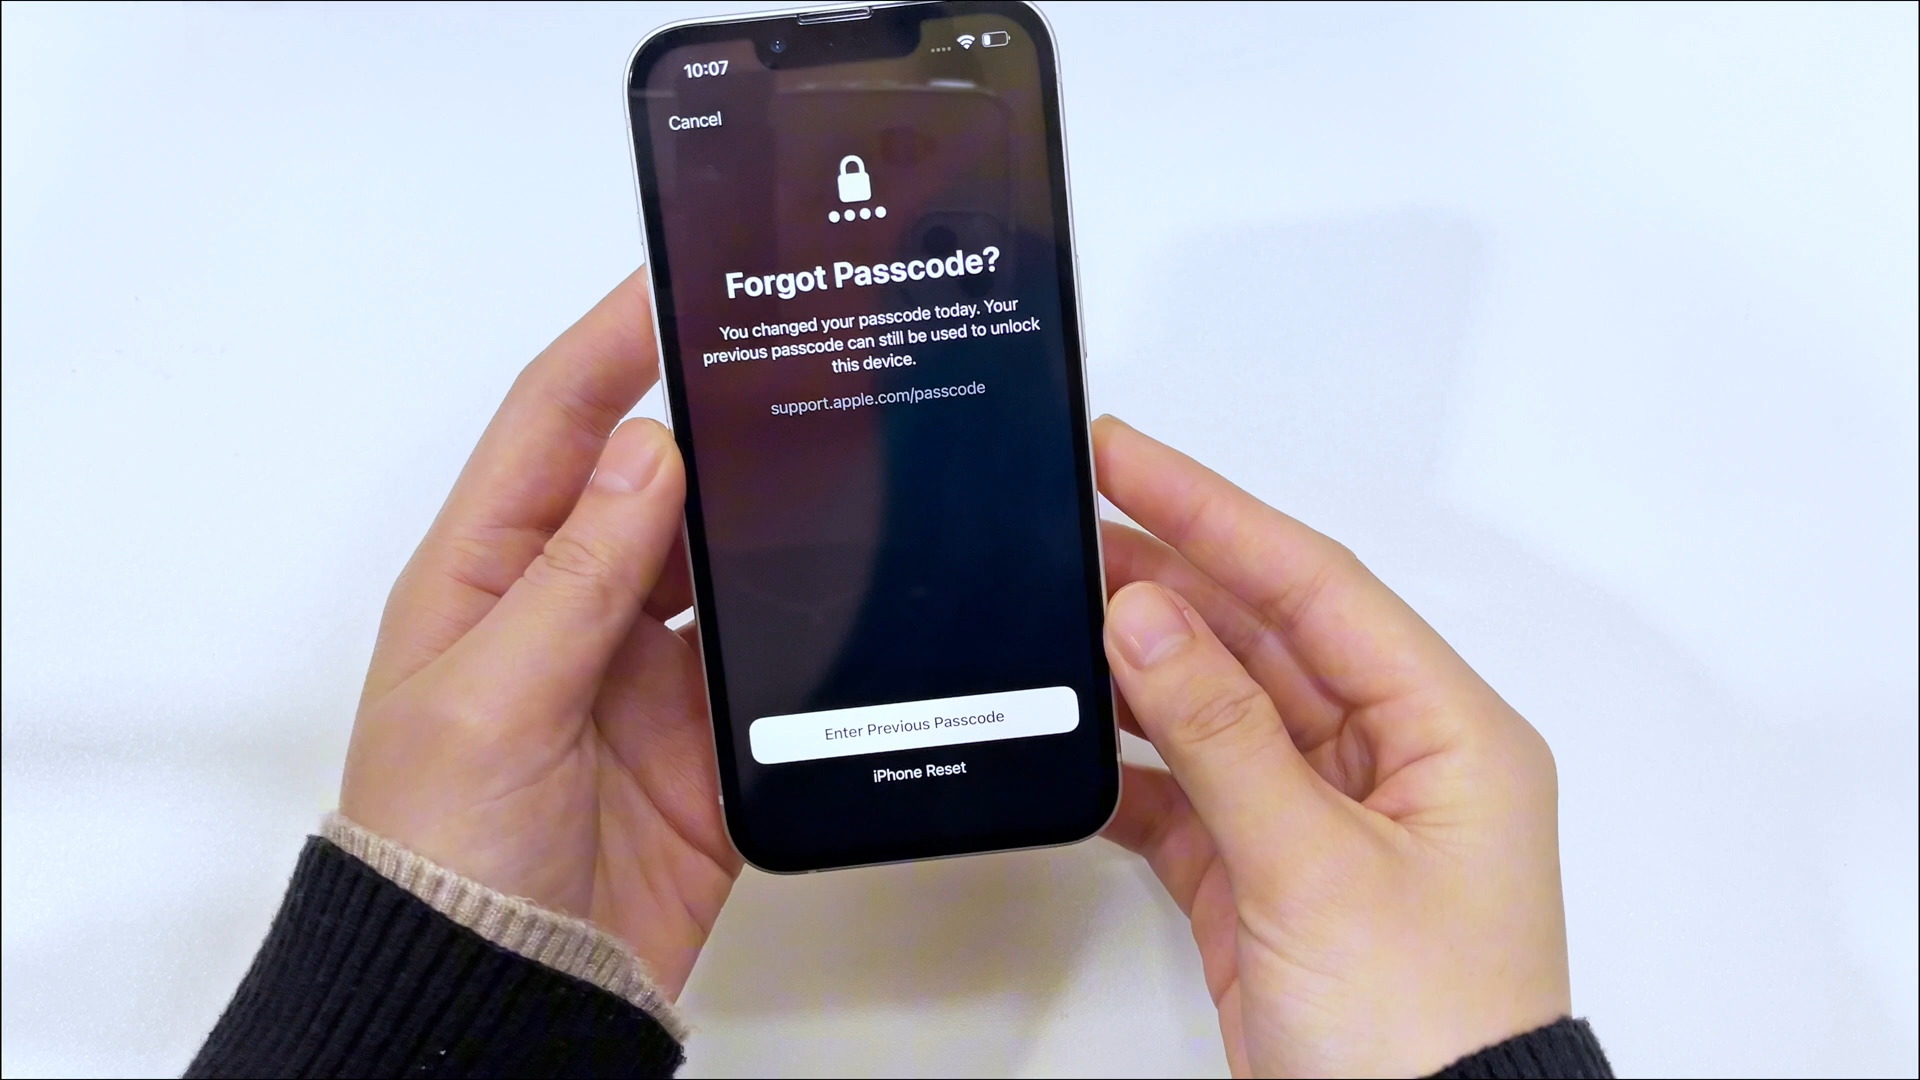 10:07
Cancel
Forgot Passcode?
You changed your passcode today. Your
previous passcode can still be used to unlock
this device.
support.apple.com/passcode
Enter Previous Passcode
iPhone Reset